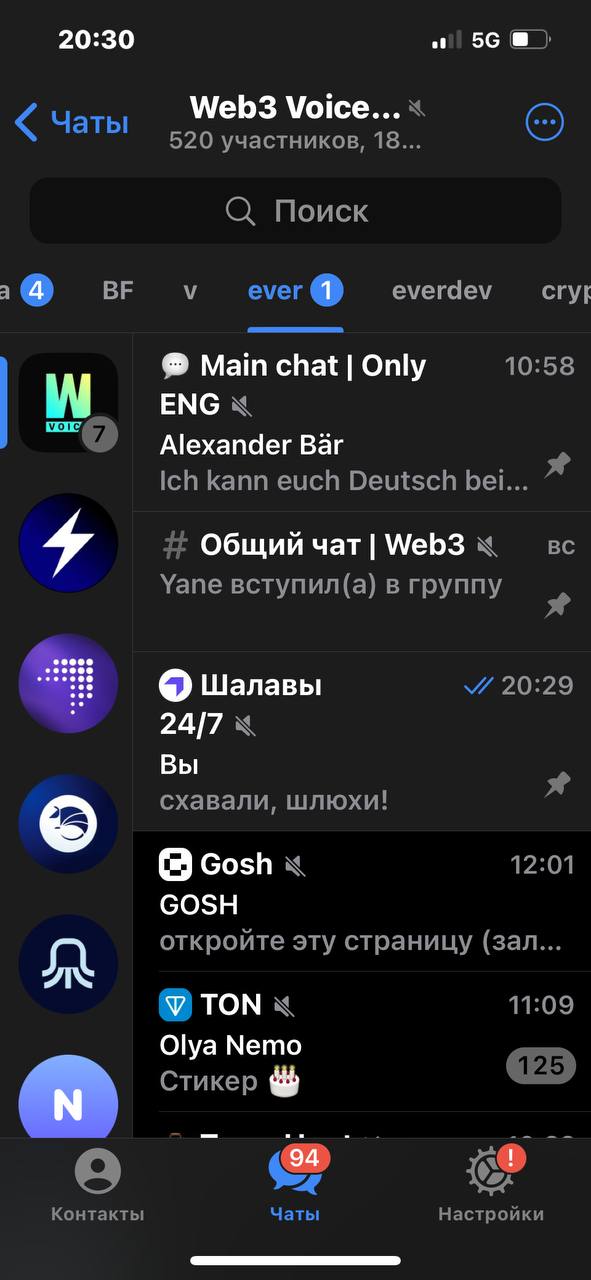 20:30
5G
Чаты
Web3 Voice...
520 участников, 18...
Поиск
a 4
BF
v
ever 1
everdev
cryp
W
VOIC
7
Main chat | Only
ENG
10:58
Alexander Bär
Ich kann euch Deutsch bei...
# Общий чат | Web3
вс
Yane вступил(а) в группу
Шалавы
24/7
20:29
Вы
схавали, шлюхи!
Gosh
12:01
GOSH
откройте эту страницу (зал...
TON
11:09
Olya Nemo
Стикер 🎂
125
N
94
!
Контакты
Чаты
Настройки